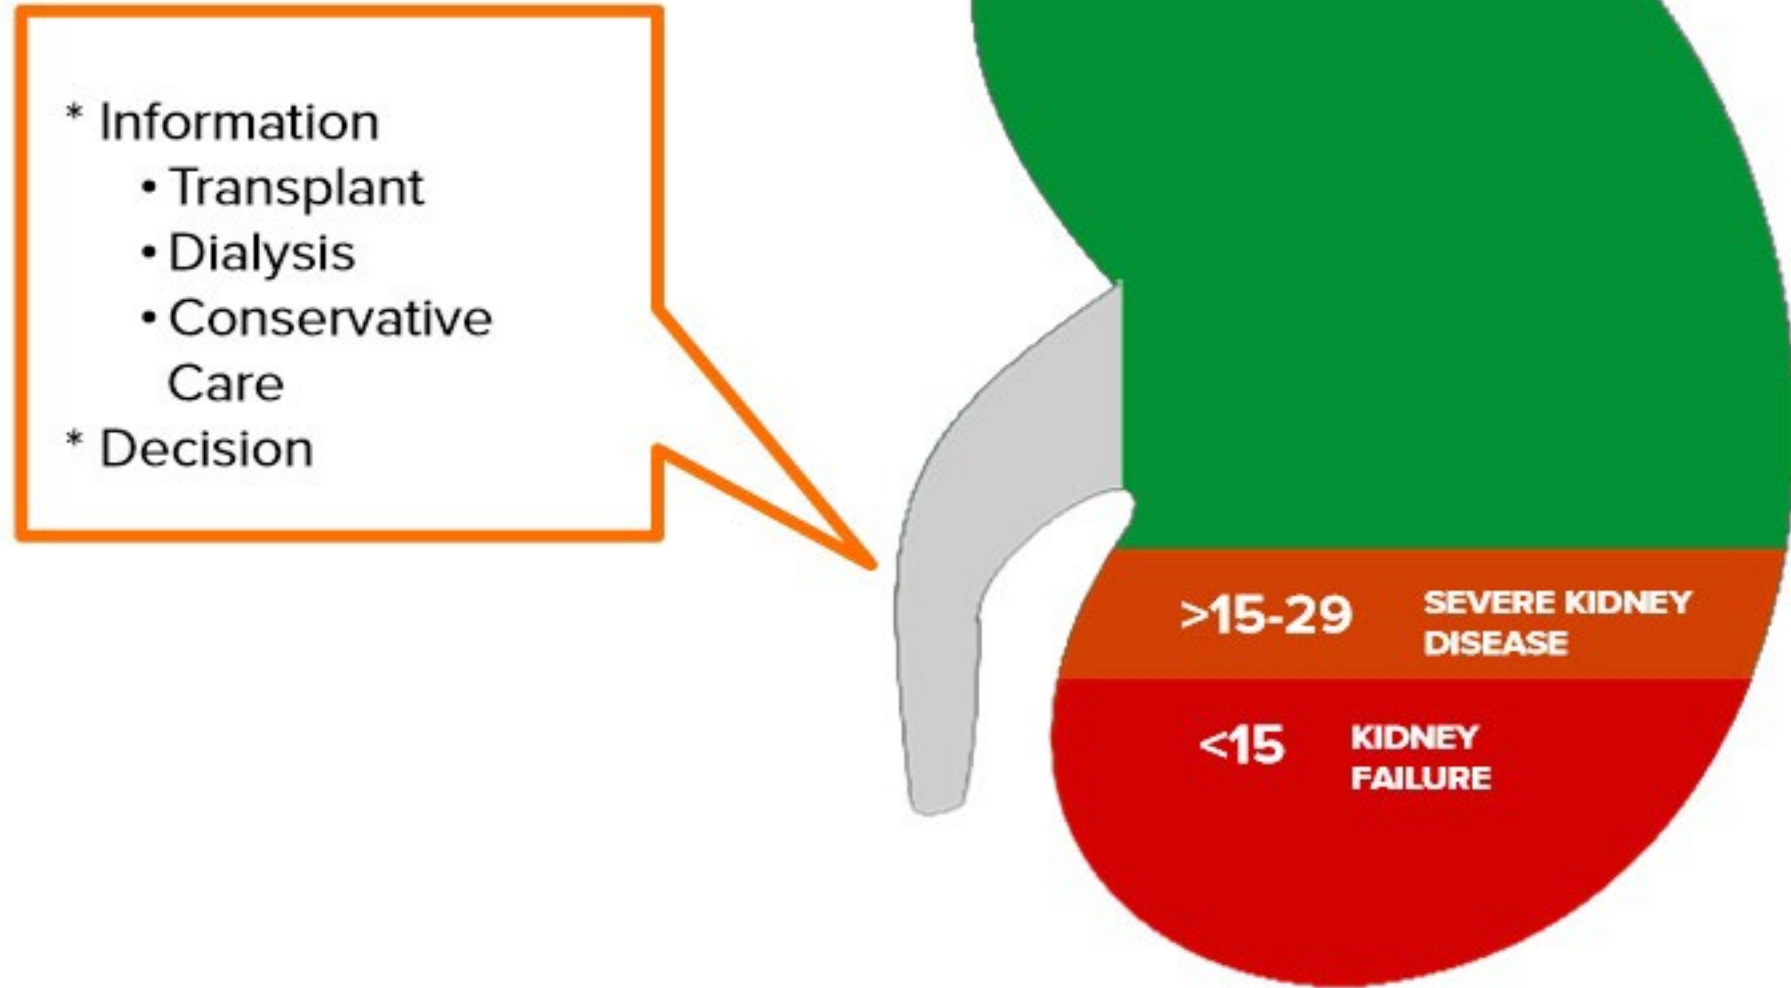 * Information
• Transplant
• Dialysis
• Conservative
Care
* Decision
>15-29
SEVERE KIDNEY
DISEASE
<15
KIDNEY
FAILURE